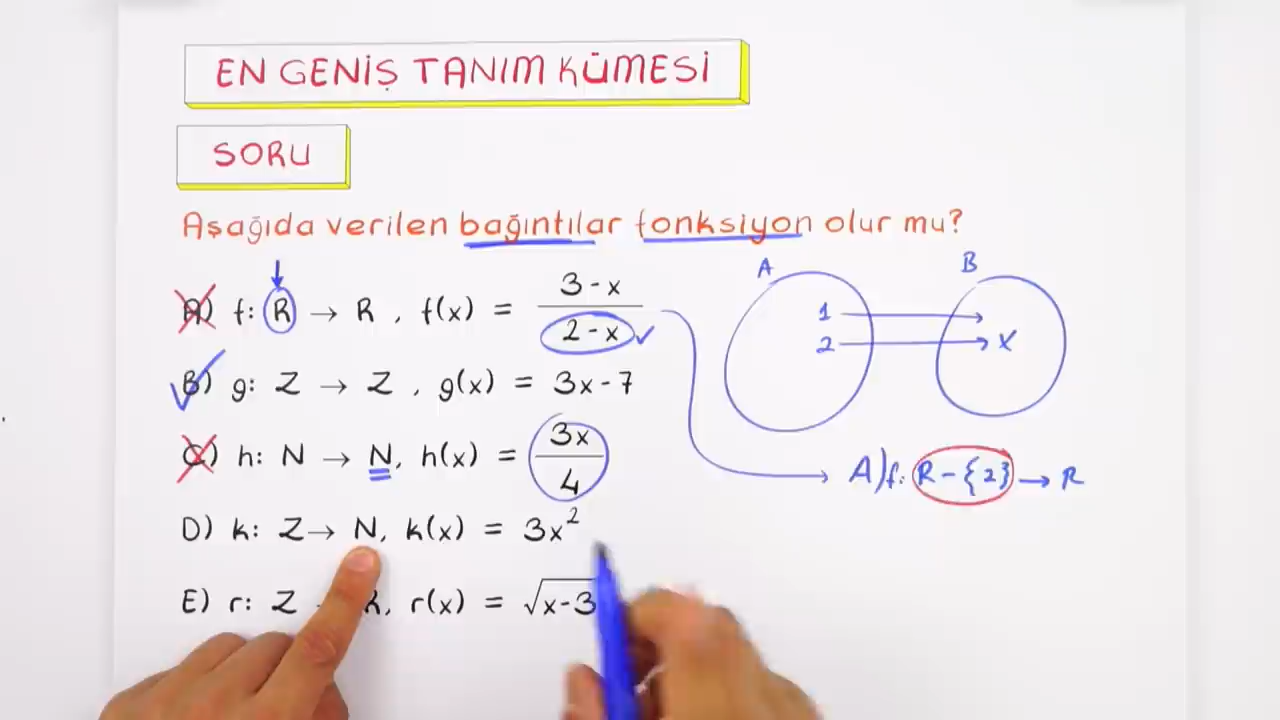 EN GENİŞ TANIM KÜMESİ
SORU
Aşağıda verilen bağıntılar fonksiyon olur mu?
A) f: R → R , f(x) = (3-x)/(2-x)
B) g: Z → Z , g(x) = 3x-7
C) h: N → N, h(x) = 3x/4
D) k: Z → N, k(x) = 3x²
E) r: Z → R, r(x) = √x-3
A B
1
2 x
A) f: R-{2} → R